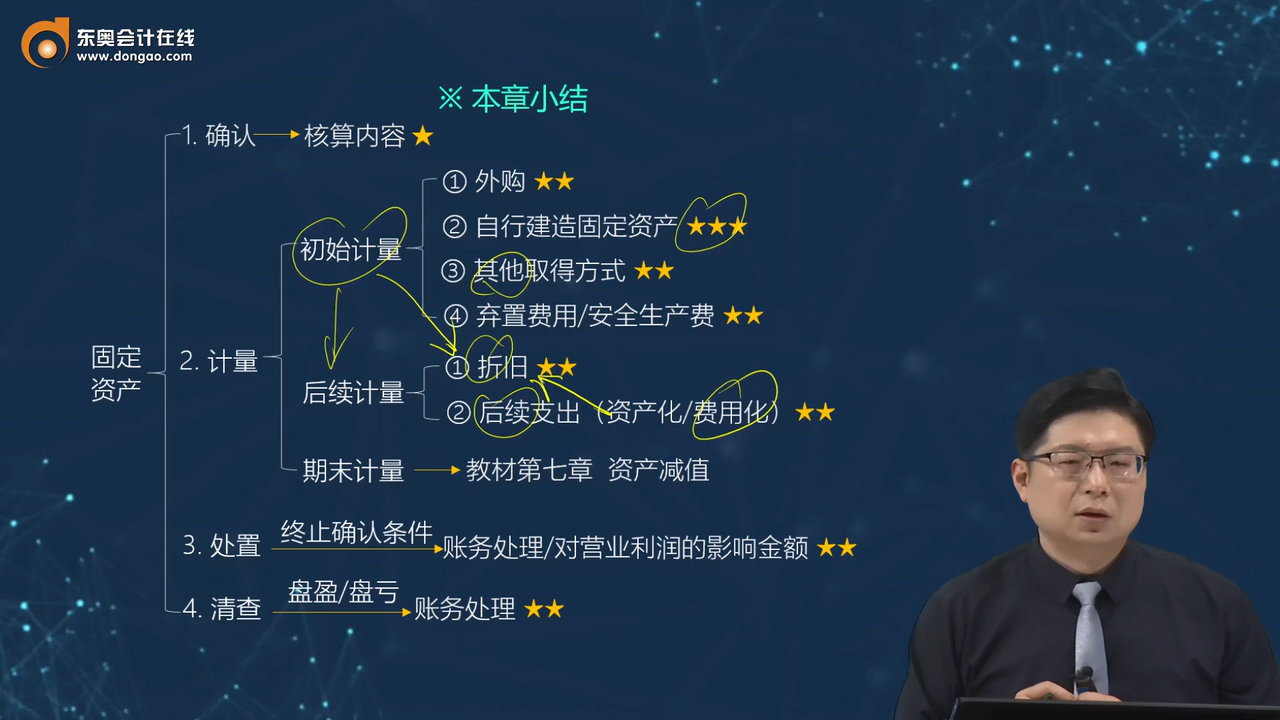 东奥会计在线
www.dongao.com
※ 本章小结
固定
资产
1. 确认
核算内容 ★
2. 计量
初始计量
① 外购 ★★
② 自行建造固定资产 ★★★
③ 其他取得方式 ★★
④ 弃置费用/安全生产费 ★★
后续计量
① 折旧 ★★
② 后续支出（资产化/费用化） ★★
期末计量
教材第七章 资产减值
3. 处置
终止确认条件
账务处理/对营业利润的影响金额 ★★
4. 清查
盘盈/盘亏
账务处理 ★★